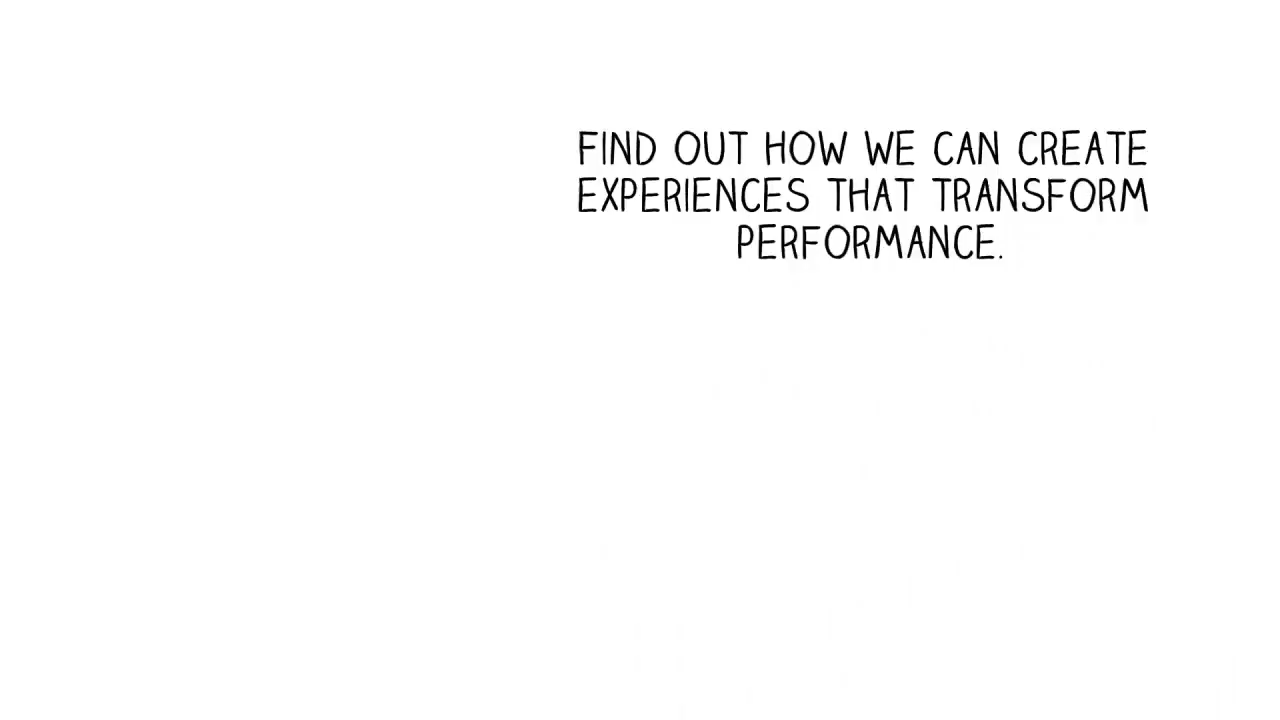 FIND OUT HOW WE CAN CREATE
EXPERIENCES THAT TRANSFORM
PERFORMANCE.